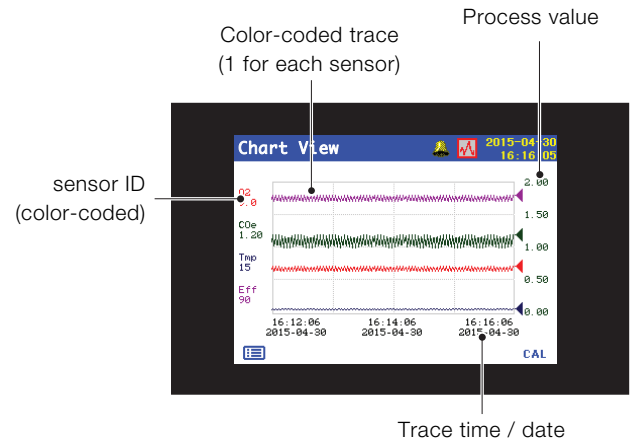 Process value
Color-coded trace
(1 for each sensor)
Chart View
2015-04-30
16:16:05
sensor ID
(color-coded)
O2
9.0
COe
1.20
Tmp
15
Eff
90
2.00
1.50
1.00
0.50
0.00
16:12:06
2015-04-30
16:14:06
2015-04-30
16:16:06
2015-04-30
CAL
Trace time / date